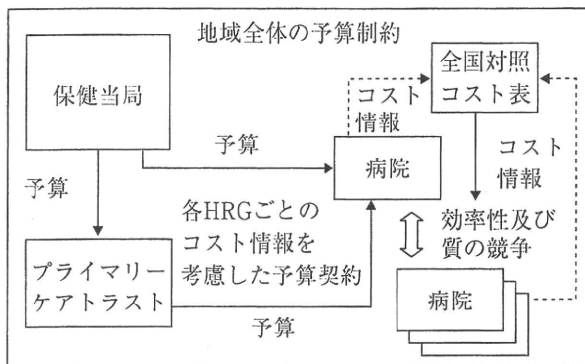 地域全体の予算制約
保健当局
全国対照
コスト表
コスト
情報
予算
病院
コスト
情報
予算
各HRGごとの
コスト情報を
考慮した予算契約
効率性及び
質の競争
プライマリー
ケアトラスト
予算
病院